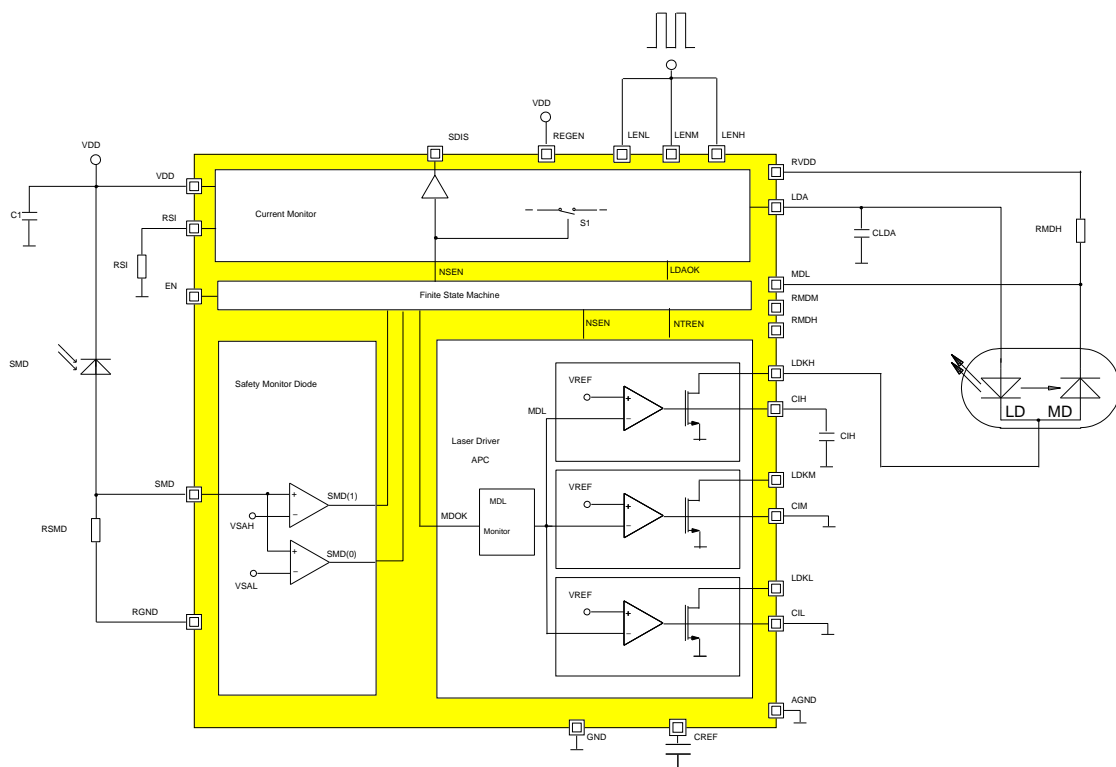 VDD
SDIS
REGEN
LENL
LENM
LENH
VDD
VDD
RVDD
LDA
C1
RSI
Current Monitor
S1
CLDA
RMDH
RSI
NSEN
LDAOK
MDL
EN
Finite State Machine
RMDM
NSEN
NTREN
RMDH
SMD
Safety Monitor Diode
LDKH
VREF
+
−
MDL
CIH
LD
MD
Laser Driver
APC
CIH
SMD
+
−
SMD(1)
VSAH
MDL
Monitor
MDOK
VREF
+
−
LDKM
CIM
RSMD
+
−
SMD(0)
VSAL
RGND
LDKL
VREF
+
−
CIL
AGND
GND
CREF